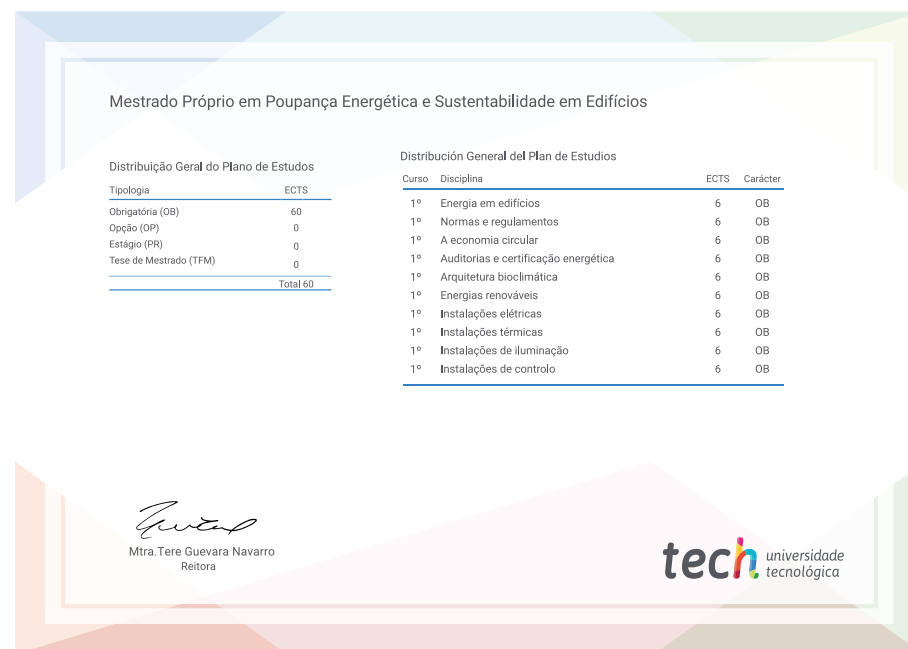 Mestrado Próprio em Poupança Energética e Sustentabilidade em Edifícios
Distribuição Geral do Plano de Estudos
Tipologia ECTS
Obrigatória (OB) 60
Opção (OP) 0
Estágio (PR) 0
Tese de Mestrado (TFM) 0
Total 60
Distribución General del Plan de Estudios
Curso Disciplina ECTS Carácter
1º Energia em edifícios 6 OB
1º Normas e regulamentos 6 OB
1º A economia circular 6 OB
1º Auditorias e certificação energética 6 OB
1º Arquitetura bioclimática 6 OB
1º Energias renováveis 6 OB
1º Instalações elétricas 6 OB
1º Instalações térmicas 6 OB
1º Instalações de iluminação 6 OB
1º Instalações de controlo 6 OB
Mtra.Tere Guevara Navarro
Reitora
tech universidade
tecnológica